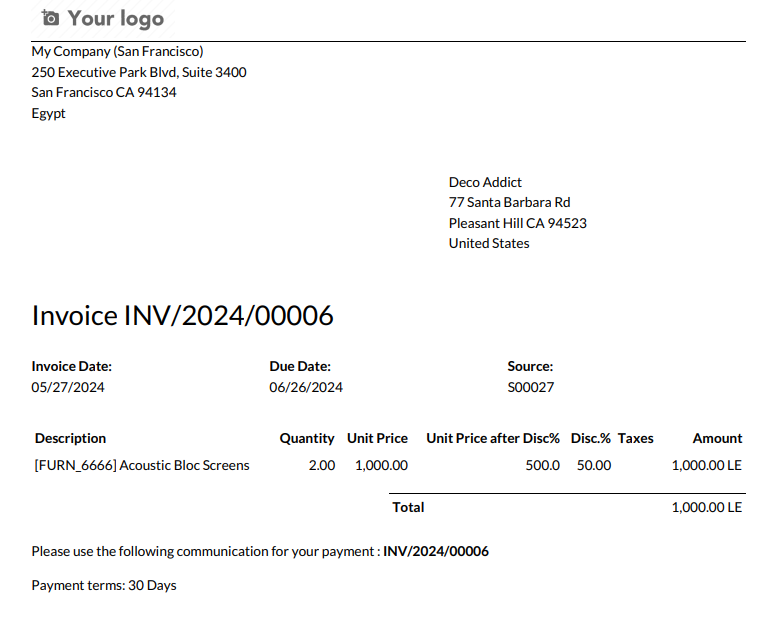 Your logo
My Company (San Francisco)
250 Executive Park Blvd, Suite 3400
San Francisco CA 94134
Egypt
Deco Addict
77 Santa Barbara Rd
Pleasant Hill CA 94523
United States
Invoice INV/2024/00006
Invoice Date: Due Date: Source:
05/27/2024 06/26/2024 S00027
Description Quantity Unit Price Unit Price after Disc% Disc.% Taxes Amount
[FURN_6666] Acoustic Bloc Screens 2.00 1,000.00 500.0 50.00 1,000.00 LE
Total 1,000.00 LE
Please use the following communication for your payment : INV/2024/00006
Payment terms: 30 Days